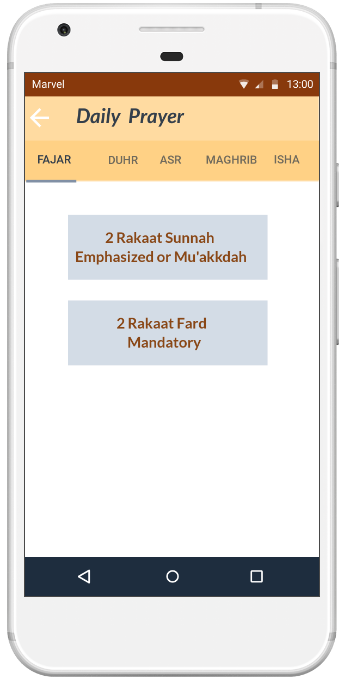 Marvel 13:00
Daily Prayer
FAJAR DUHR ASR MAGHRIB ISHA
2 Rakaat Sunnah
Emphasized or Mu'akkdah
2 Rakaat Fard
Mandatory